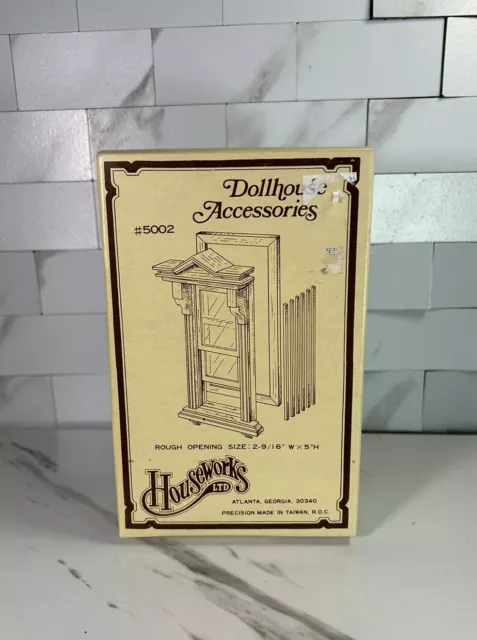 Dollhouse
Accessories
#5002
ROUGH OPENING SIZE: 2-9/16" W × 5"H
Houseworks
LTD
ATLANTA, GEORGIA, 30340
PRECISION MADE IN TAIWAN, R.O.C.